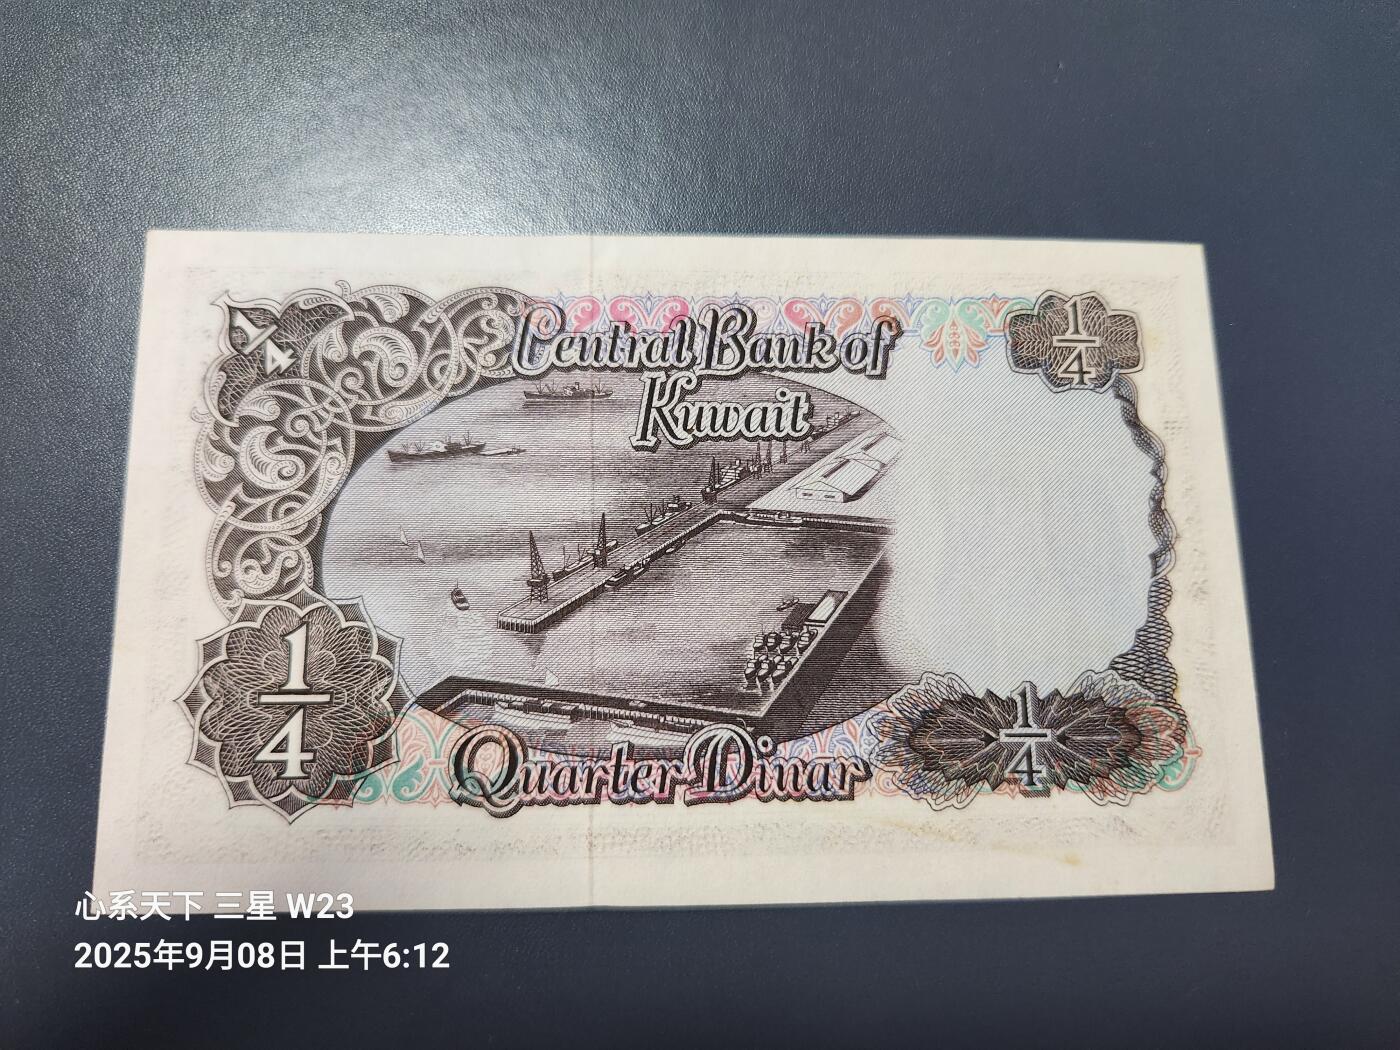 1/4
Central Bank of
Kuwait
1/4
1/4
Quarter Dinar
1/4
心系天下 三星 W23
2025年9月08日 上午6:12